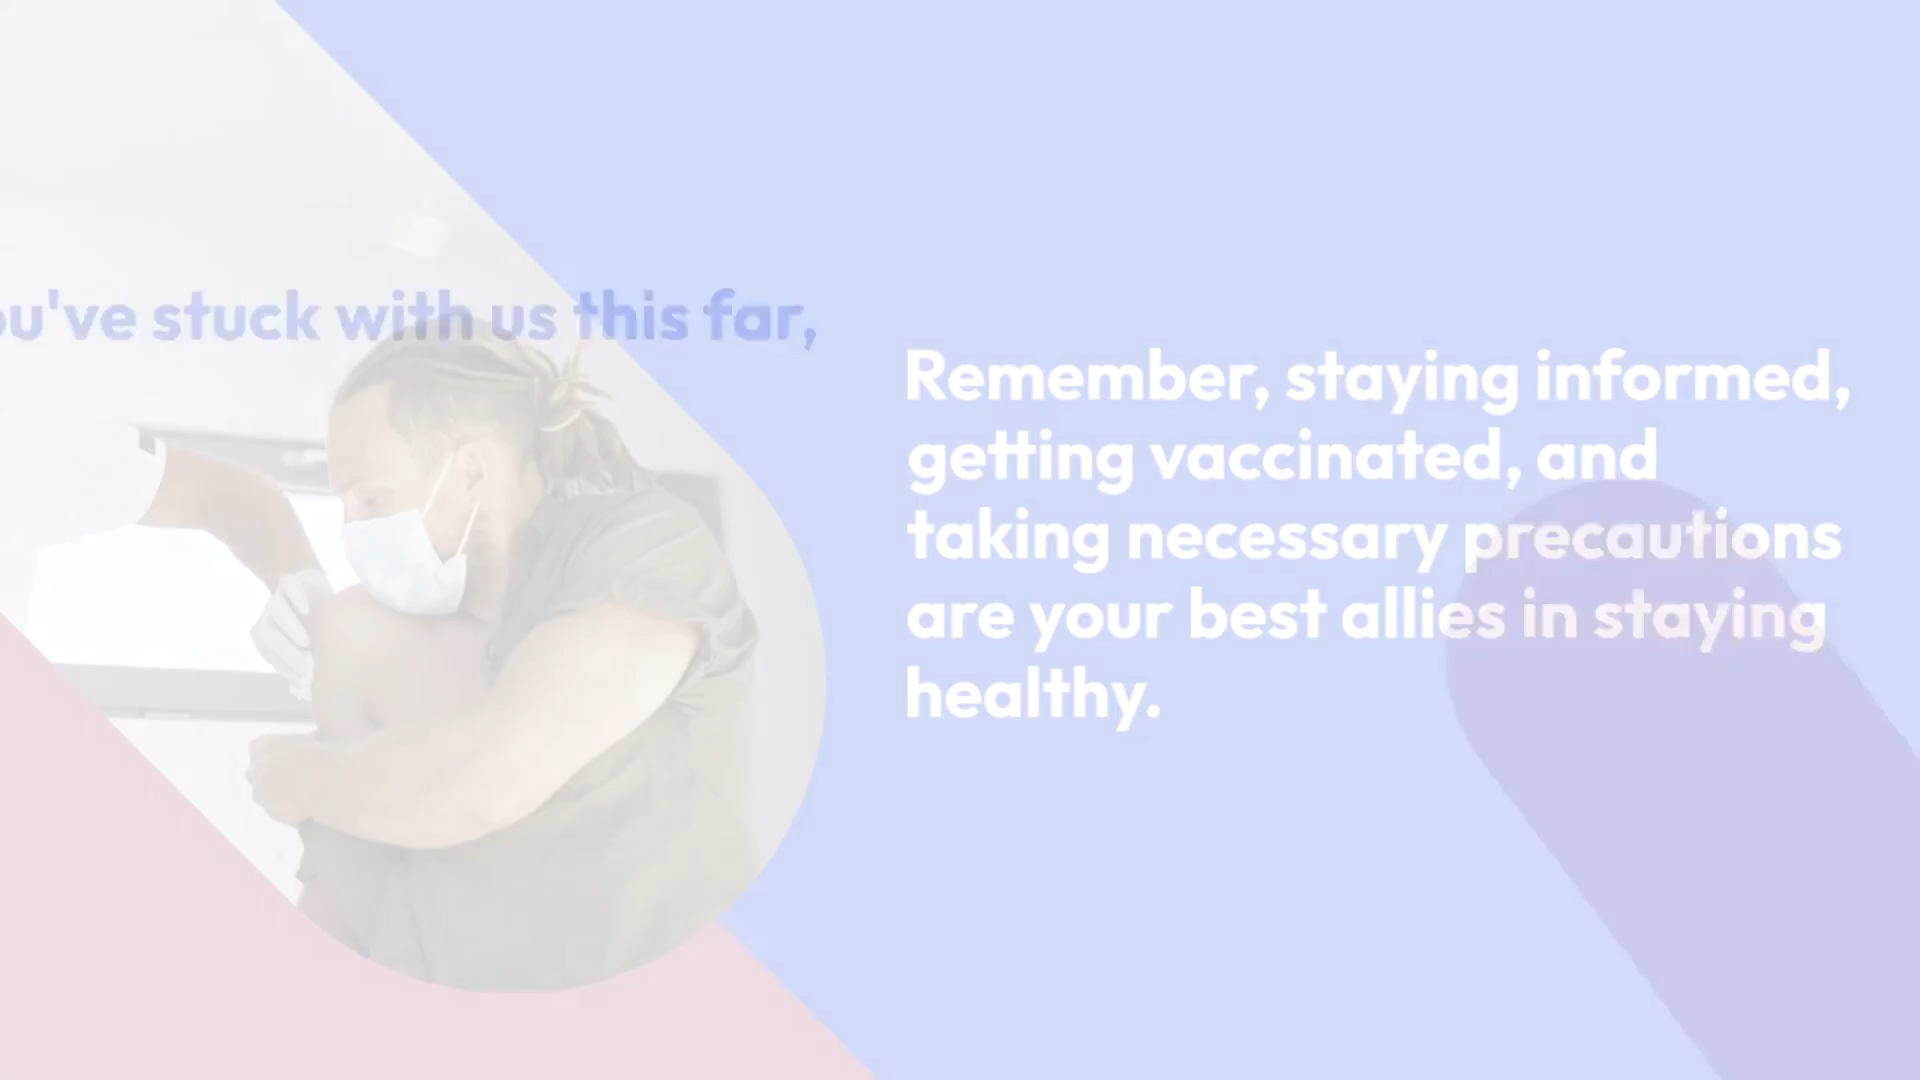 ou've stuck with us this far,
Remember, staying informed,
getting vaccinated, and
taking necessary precautions
are your best allies in staying
healthy.